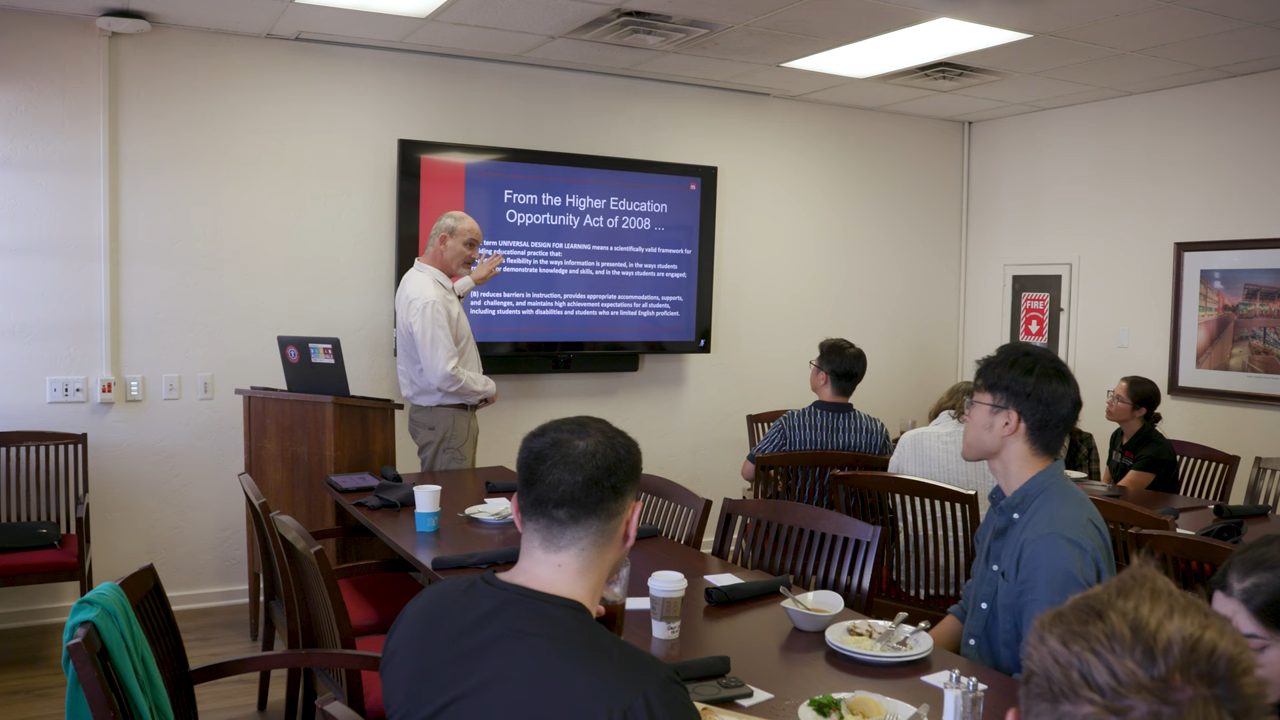 From the Higher Education
Opportunity Act of 2008 ...
term UNIVERSAL DESIGN FOR LEARNING means a scientifically valid framework for
educational practice that:
flexibility in the ways information is presented, in the ways students
or demonstrate knowledge and skills, and in the ways students are engaged;
(B) reduces barriers in instruction, provides appropriate accommodations, supports,
and challenges, and maintains high achievement expectations for all students,
including students with disabilities and students who are limited English proficient.
FIRE